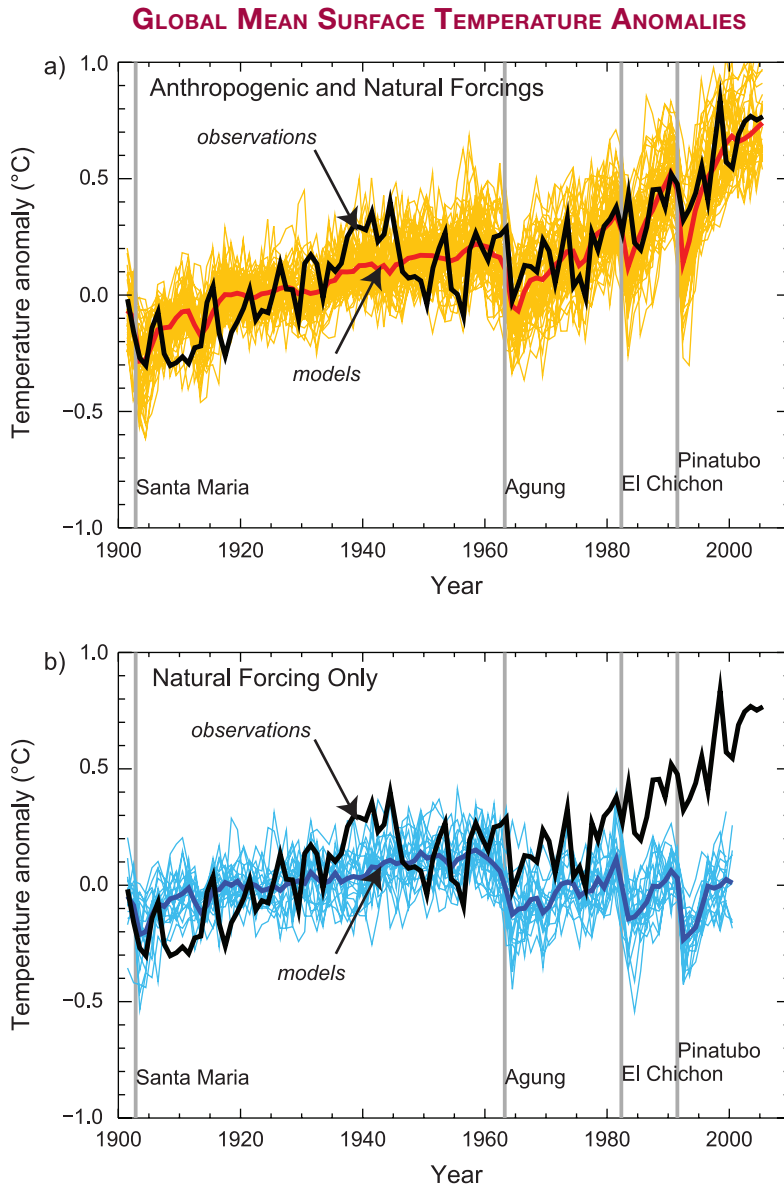 GLOBAL MEAN SURFACE TEMPERATURE ANOMALIES
a)
Anthropogenic and Natural Forcings
observations
models
Temperature anomaly (°C)
1.0
0.5
0.0
−0.5
−1.0
Santa Maria
Agung
El Chichon
Pinatubo
1900 1920 1940 1960 1980 2000
Year
b)
Natural Forcing Only
observations
models
Temperature anomaly (°C)
1.0
0.5
0.0
−0.5
−1.0
Santa Maria
Agung
El Chichon
Pinatubo
1900 1920 1940 1960 1980 2000
Year